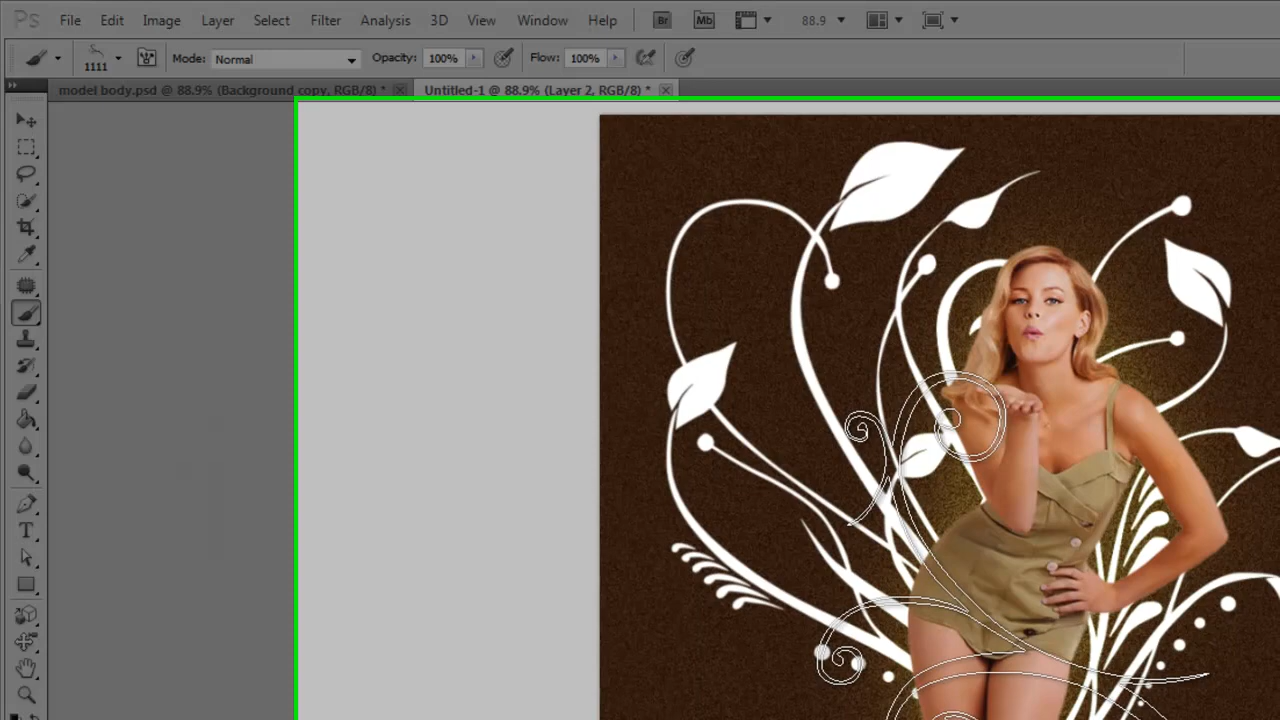 Ps File Edit Image Layer Select Filter Analysis 3D View Window Help Br Mb 88.9
1111 Mode: Normal Opacity: 100% Flow: 100%
model body.psd @ 88.9% (Background copy, RGB/8) * Untitled-1 @ 88.9% (Layer 2, RGB/8) *
T